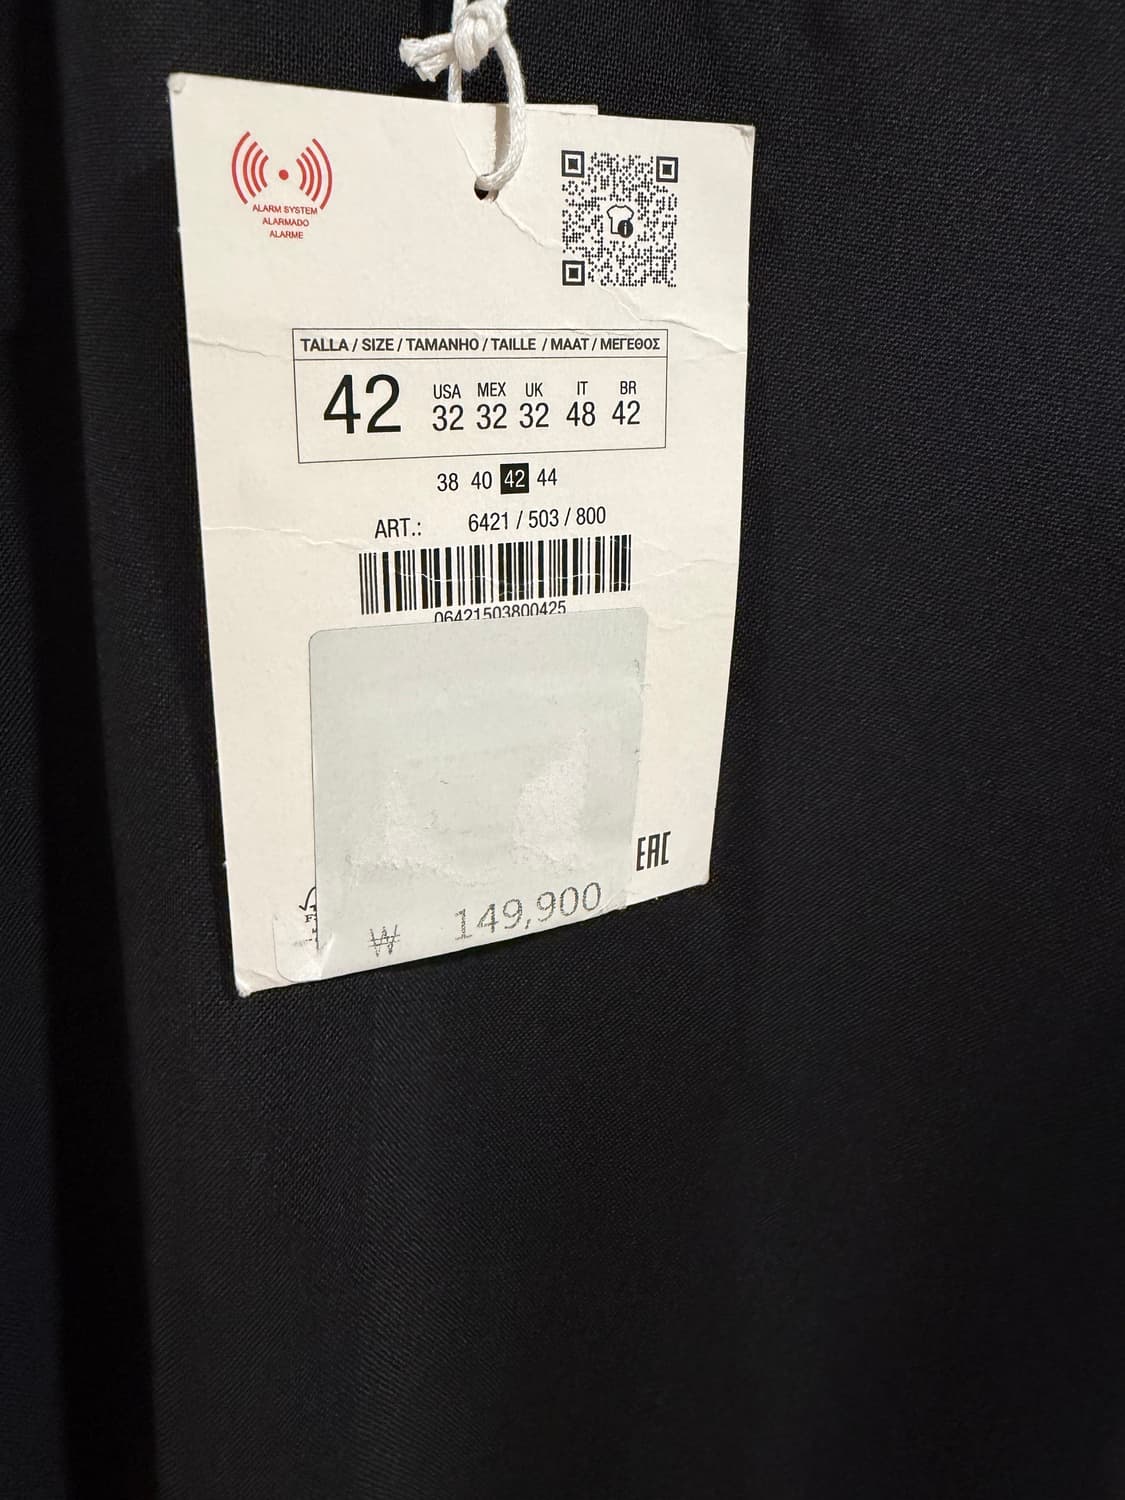 ALARM SYSTEM
ALARMADO
ALARME
TALLA / SIZE / TAMANHO / TAILLE / MAAT / ΜΕΓΕΘΟΣ
42
USA MEX UK IT BR
32 32 32 48 42
38 40 42 44
ART.: 6421 / 503 / 800
06421503800425
EAC
₩ 149,900